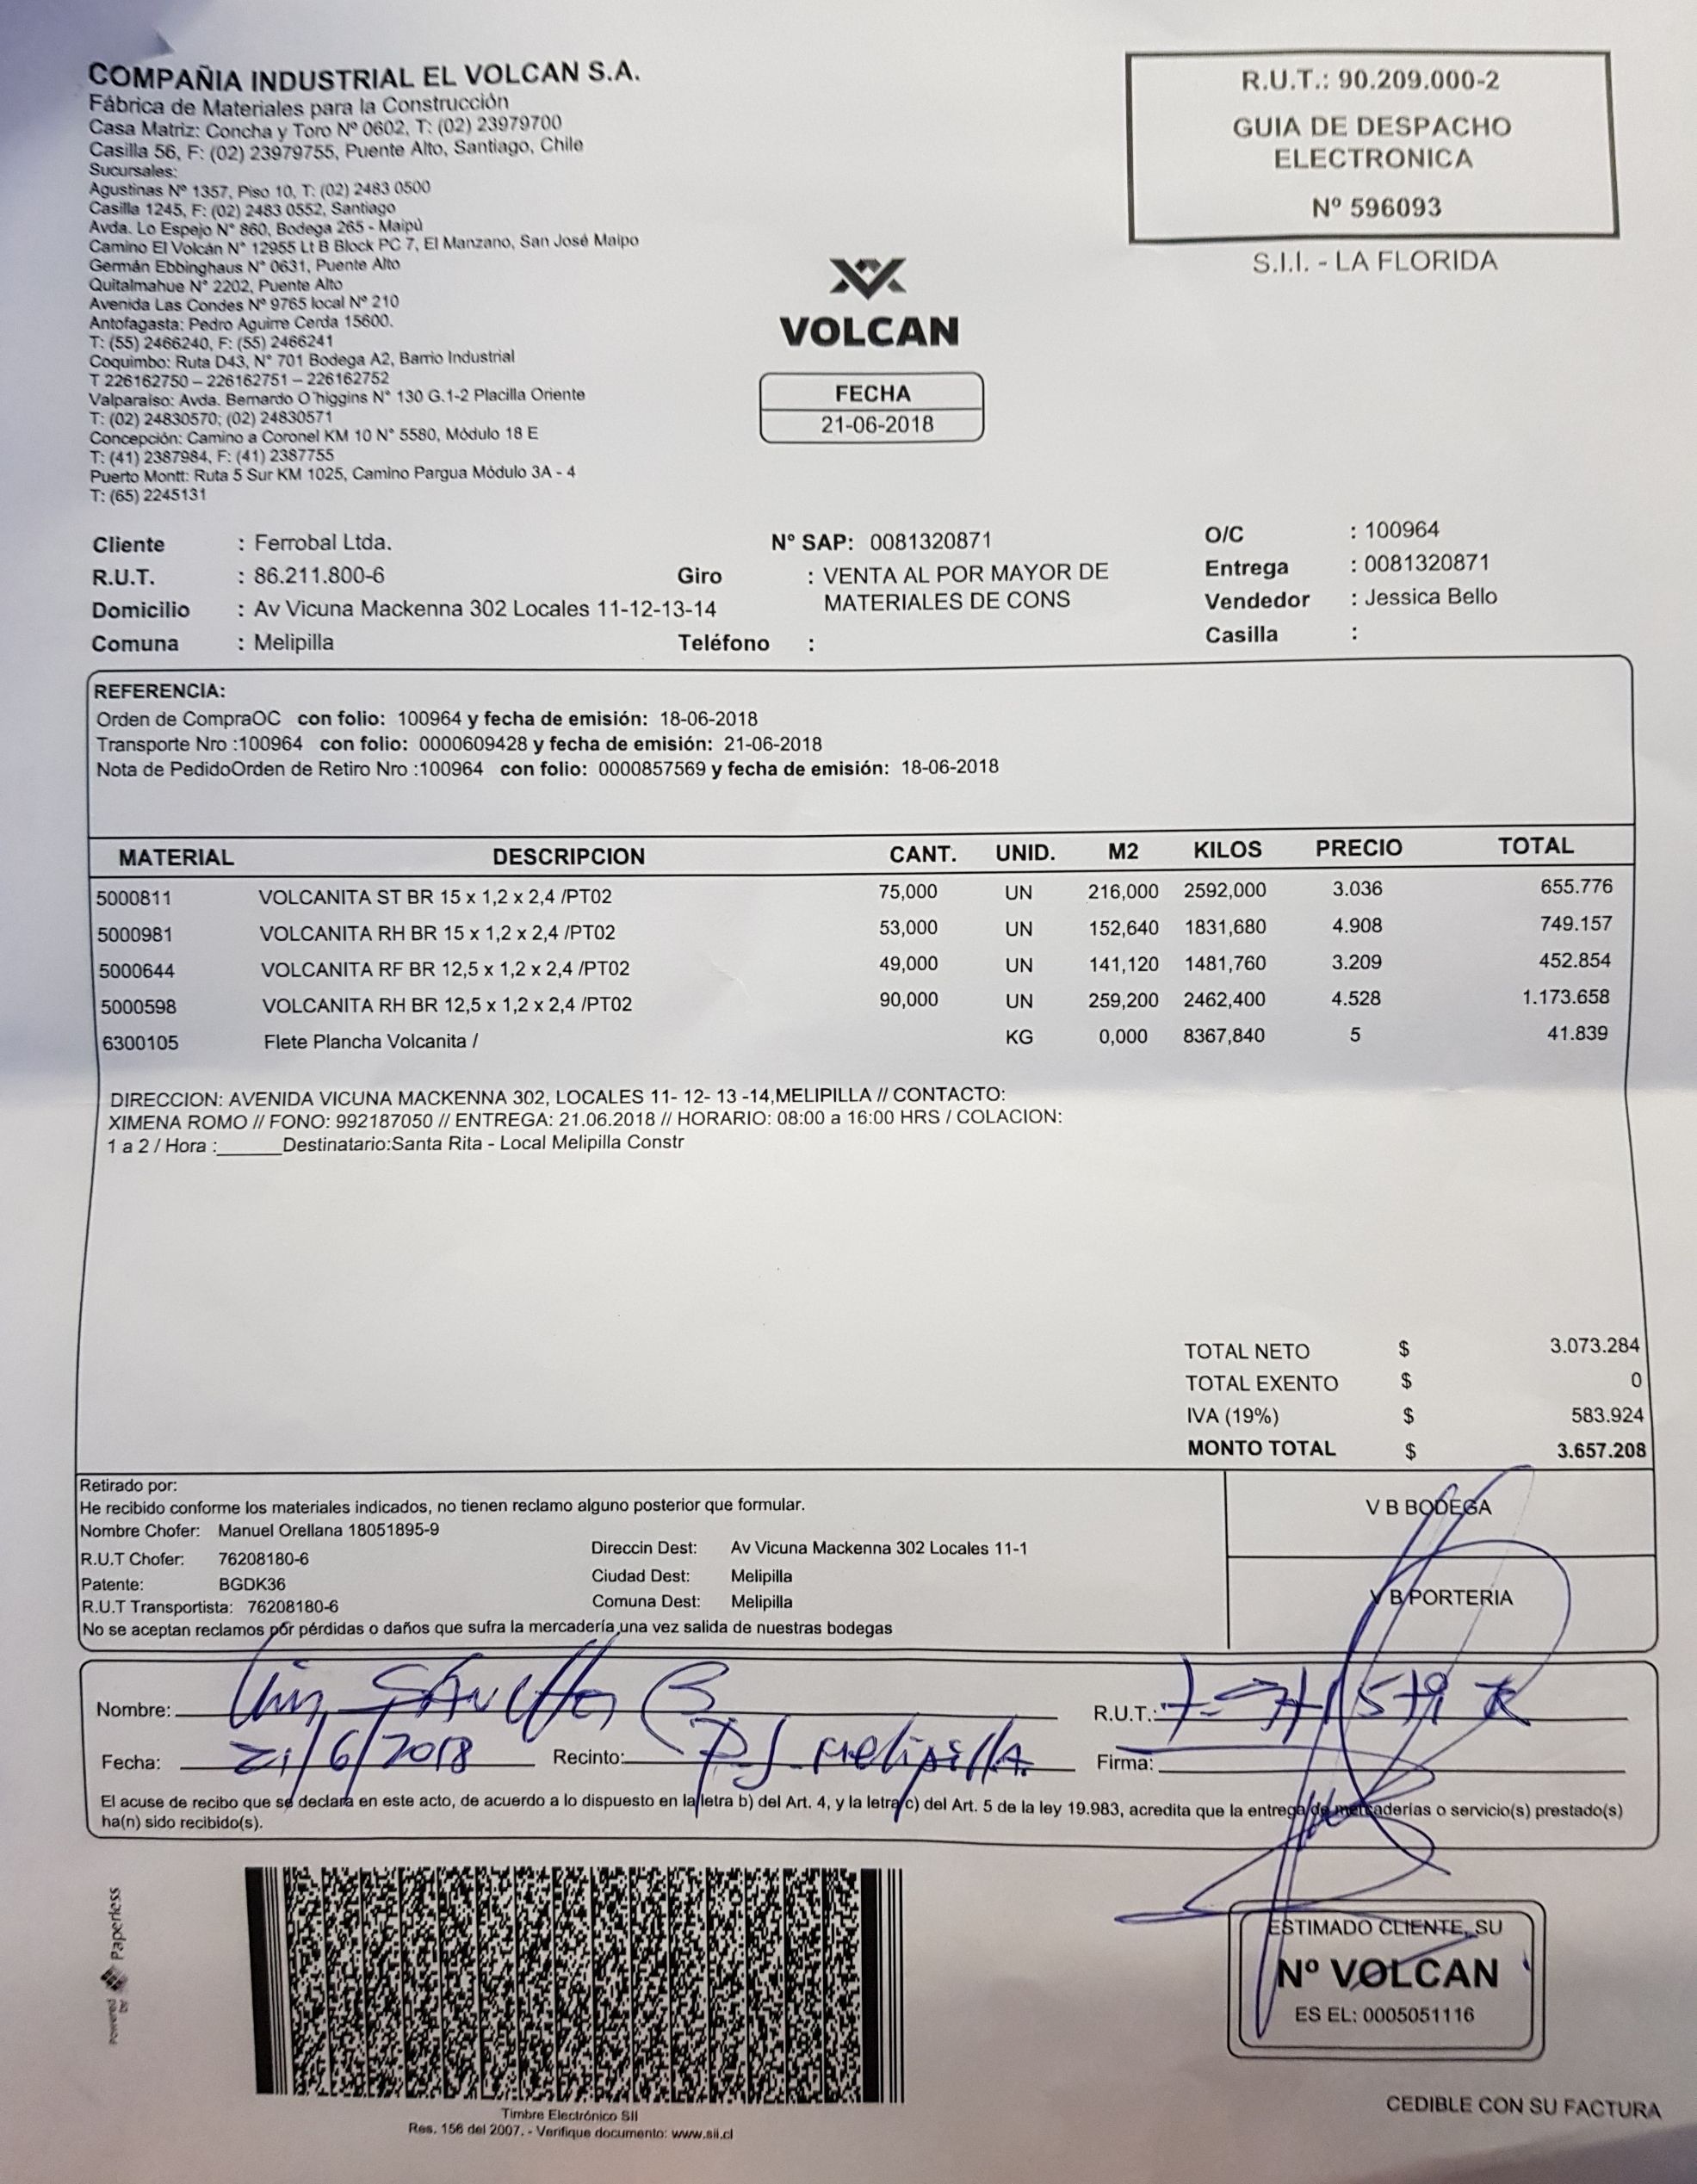 COMPAÑIA INDUSTRIAL EL VOLCAN S.A.
Fábrica de Materiales para la Construcción
Casa Matriz: Concha y Toro Nº 0602, T: (02) 23979700
Casilla 56, F: (02) 23979755, Puente Alto, Santiago, Chile
Sucursales:
Agustinas Nº 1357, Piso 10, T: (02) 2483 0500
Casilla 1245, F: (02) 2483 0552, Santiago
Avda. Lo Espejo N° 860, Bodega 265 - Maipú
Camino El Volcán N° 12955 Lt B Block PC 7, El Manzano, San José Maipo
Germán Ebbinghaus N° 0631, Puente Alto
Quitalmahue N° 2202, Puente Alto
Avenida Las Condes Nº 9765 local Nº 210
Antofagasta: Pedro Aguirre Cerda 15600.
T: (55) 2466240, F: (55) 2466241
Coquimbo: Ruta D43, N° 701 Bodega A2, Barrio Industrial
T 226162750 – 226162751 – 226162752
Valparaíso: Avda. Bernardo O´higgins N° 130 G.1-2 Placilla Oriente
T: (02) 24830570; (02) 24830571
Concepción: Camino a Coronel KM 10 N° 5580, Módulo 18 E
T: (41) 2387984, F: (41) 2387755
Puerto Montt: Ruta 5 Sur KM 1025, Camino Pargua Módulo 3A - 4
T: (65) 2245131
R.U.T.: 90.209.000-2
GUIA DE DESPACHO
ELECTRONICA
Nº 596093
S.I.I. - LA FLORIDA
VOLCAN
FECHA
21-06-2018
Cliente : Ferrobal Ltda. N° SAP: 0081320871 O/C : 100964
R.U.T. : 86.211.800-6 Giro : VENTA AL POR MAYOR DE Entrega : 0081320871
Domicilio : Av Vicuna Mackenna 302 Locales 11-12-13-14 MATERIALES DE CONS Vendedor : Jessica Bello
Comuna : Melipilla Teléfono : Casilla :
REFERENCIA:
Orden de CompraOC con folio: 100964 y fecha de emisión: 18-06-2018
Transporte Nro :100964 con folio: 0000609428 y fecha de emisión: 21-06-2018
Nota de PedidoOrden de Retiro Nro :100964 con folio: 0000857569 y fecha de emisión: 18-06-2018
MATERIAL DESCRIPCION CANT. UNID. M2 KILOS PRECIO TOTAL
5000811 VOLCANITA ST BR 15 x 1,2 x 2,4 /PT02 75,000 UN 216,000 2592,000 3.036 655.776
5000981 VOLCANITA RH BR 15 x 1,2 x 2,4 /PT02 53,000 UN 152,640 1831,680 4.908 749.157
5000644 VOLCANITA RF BR 12,5 x 1,2 x 2,4 /PT02 49,000 UN 141,120 1481,760 3.209 452.854
5000598 VOLCANITA RH BR 12,5 x 1,2 x 2,4 /PT02 90,000 UN 259,200 2462,400 4.528 1.173.658
6300105 Flete Plancha Volcanita / KG 0,000 8367,840 5 41.839
DIRECCION: AVENIDA VICUNA MACKENNA 302, LOCALES 11- 12- 13 -14,MELIPILLA // CONTACTO:
XIMENA ROMO // FONO: 992187050 // ENTREGA: 21.06.2018 // HORARIO: 08:00 a 16:00 HRS / COLACION:
1 a 2 / Hora :______Destinatario:Santa Rita - Local Melipilla Constr
TOTAL NETO $ 3.073.284
TOTAL EXENTO $ 0
IVA (19%) $ 583.924
MONTO TOTAL $ 3.657.208
Retirado por:
He recibido conforme los materiales indicados, no tienen reclamo alguno posterior que formular.
Nombre Chofer: Manuel Orellana 18051895-9
R.U.T Chofer: 76208180-6
Patente: BGDK36
R.U.T Transportista: 76208180-6
Direccin Dest: Av Vicuna Mackenna 302 Locales 11-1
Ciudad Dest: Melipilla
Comuna Dest: Melipilla
No se aceptan reclamos por pérdidas o daños que sufra la mercadería una vez salida de nuestras bodegas
V B BODEGA
V B PORTERIA
Nombre: Luis R.U.T.:
Fecha: 21/6/2018 Recinto: Melipilla Firma:
El acuse de recibo que se declara en este acto, de acuerdo a lo dispuesto en la letra b) del Art. 4, y la letra c) del Art. 5 de la ley 19.983, acredita que la entrega de mercaderías o servicio(s) prestado(s)
ha(n) sido recibido(s).
Powered by Paperless
Timbre Electrónico SII
Res. 156 del 2007. - Verifique documento: www.sii.cl
ESTIMADO CLIENTE, SU
Nº VOLCAN
ES EL: 0005051116
CEDIBLE CON SU FACTURA